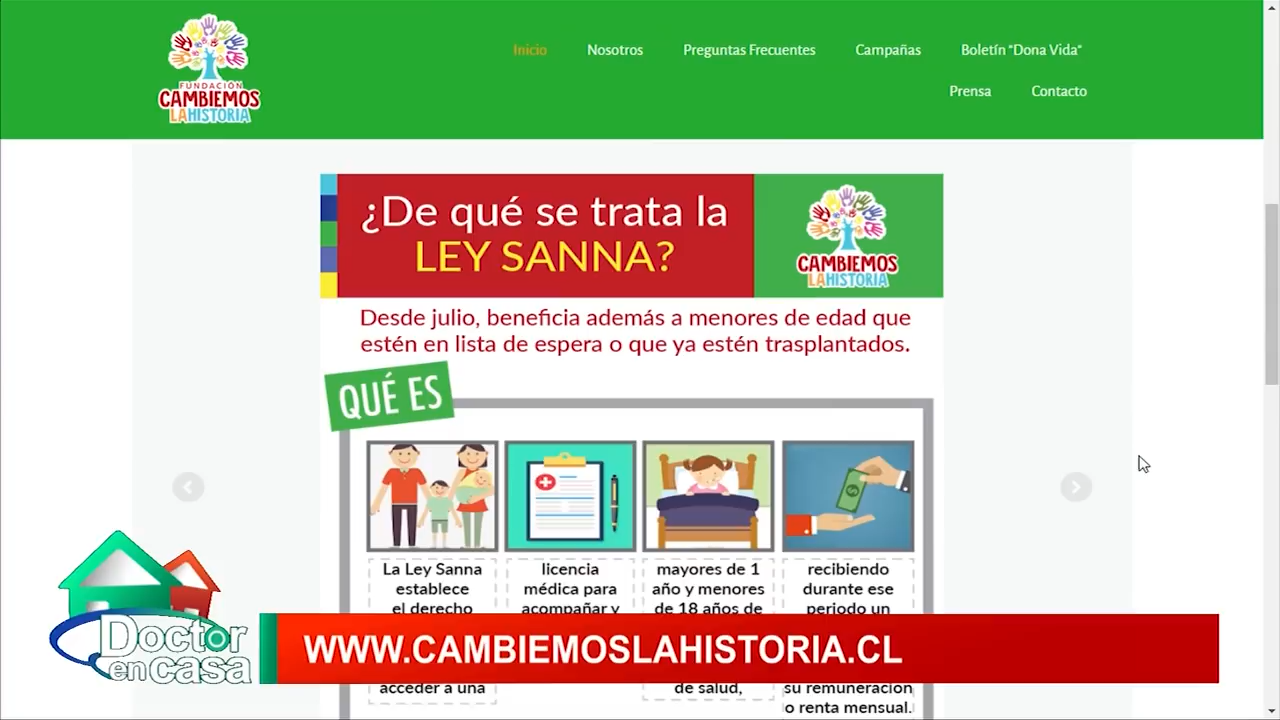 FUNDACIÓN
CAMBIEMOS
LAHISTORIA
Inicio
Nosotros
Preguntas Frecuentes
Campañas
Boletín "Dona Vida"
Prensa
Contacto
¿De qué se trata la
LEY SANNA?
CAMBIEMOS
LAHISTORIA
Desde julio, beneficia además a menores de edad que
estén en lista de espera o que ya estén trasplantados.
QUÉ ES
La Ley Sanna
establece
el derecho
acceder a una
licencia
médica para
acompañar y
mayores de 1
año y menores
de 18 años de
de salud,
recibiendo
durante ese
periodo un
su remuneración
o renta mensual.
Doctor
en casa
WWW.CAMBIEMOSLAHISTORIA.CL